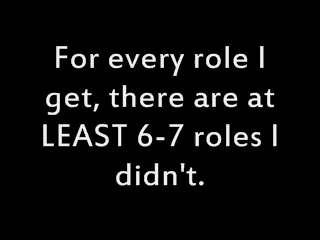 For every role I
get, there are at
LEAST 6-7 roles I
didn't.